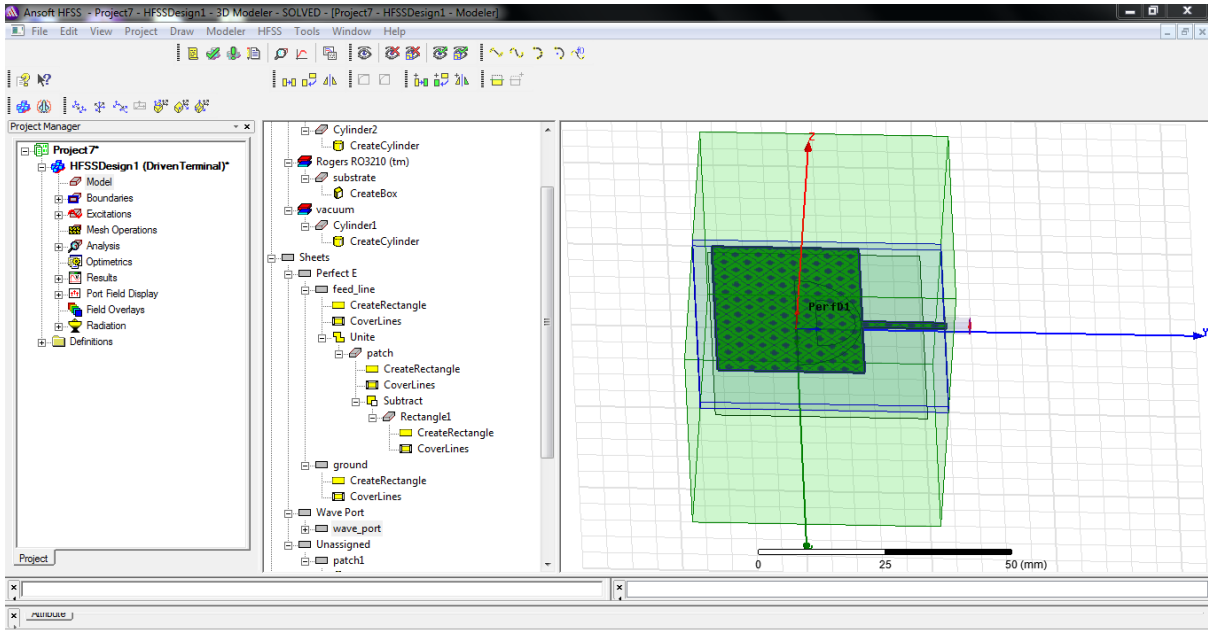 Ansoft HFSS - Project7 - HFSSDesign1 - 3D Modeler - SOLVED - [Project7 - HFSSDesign1 - Modeler]
File Edit View Project Draw Modeler HFSS Tools Window Help
Project Manager
Project7*
HFSSDesign1 (DrivenTerminal)*
Model
Boundaries
Excitations
Mesh Operations
Analysis
Optimetrics
Results
Port Field Display
Field Overlays
Radiation
Definitions
Project
Cylinder2
CreateCylinder
Rogers RO3210 (tm)
substrate
CreateBox
vacuum
Cylinder1
CreateCylinder
Sheets
Perfect E
feed_line
CreateRectangle
CoverLines
Unite
patch
CreateRectangle
CoverLines
Subtract
Rectangle1
CreateRectangle
CoverLines
ground
CreateRectangle
CoverLines
Wave Port
wave_port
Unassigned
patch1
Z
PerfD1
Y
0 25 50 (mm)
Attribute